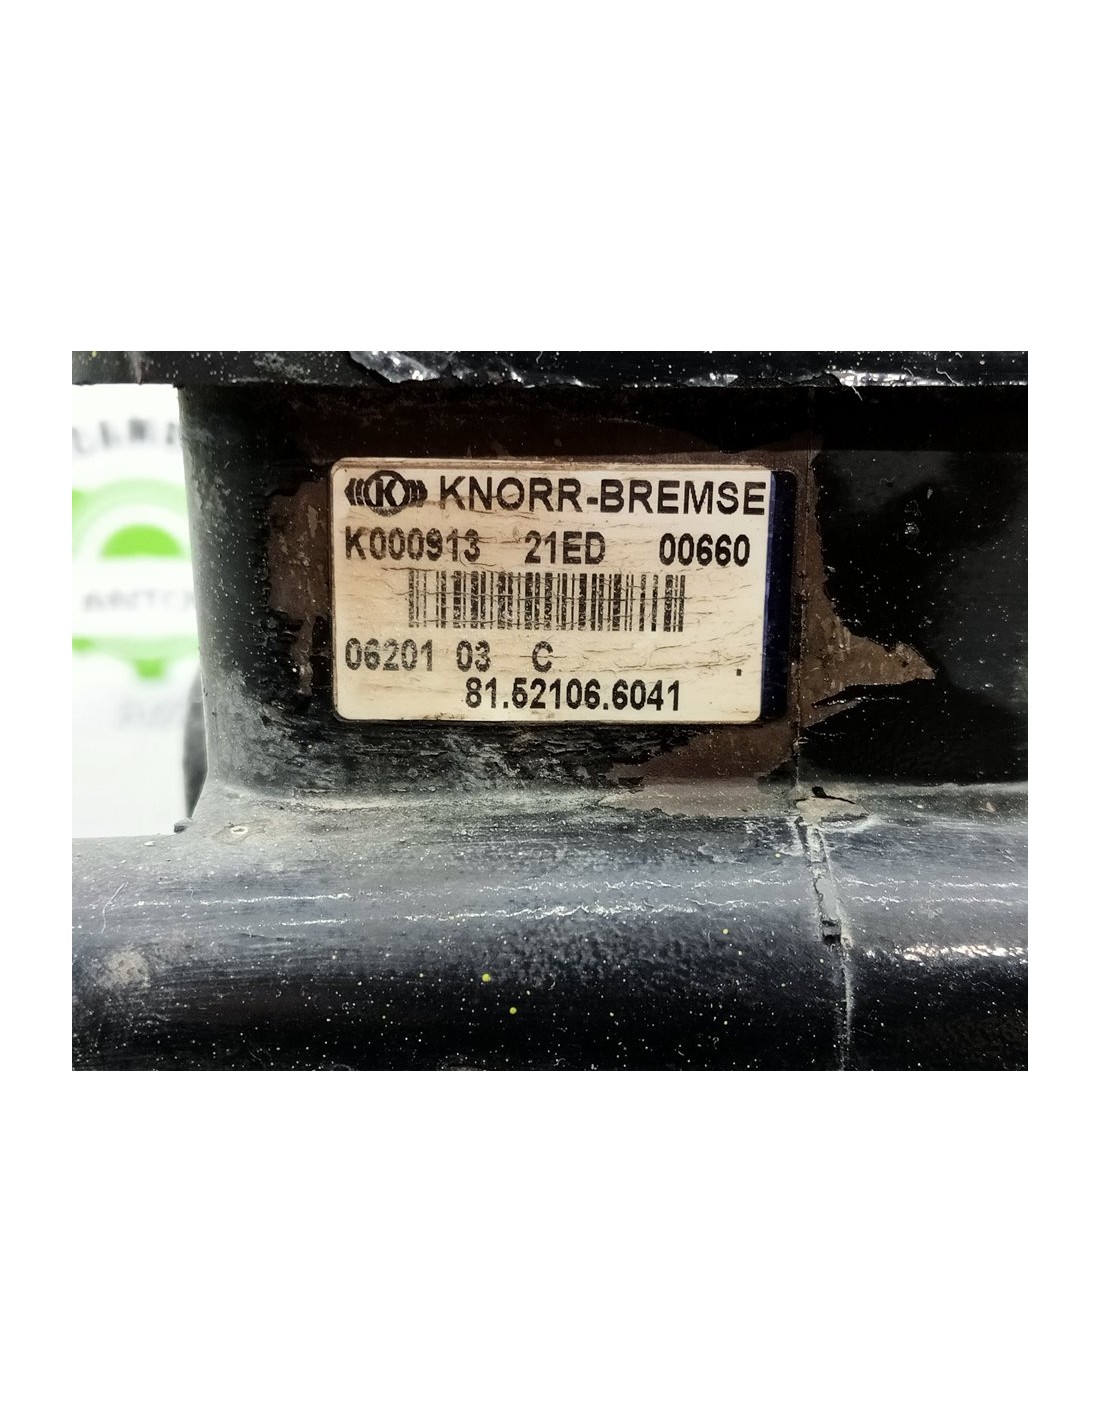 K KNORR-BREMSE
K000913 21ED 00660
06201 03 C
81.52106.6041